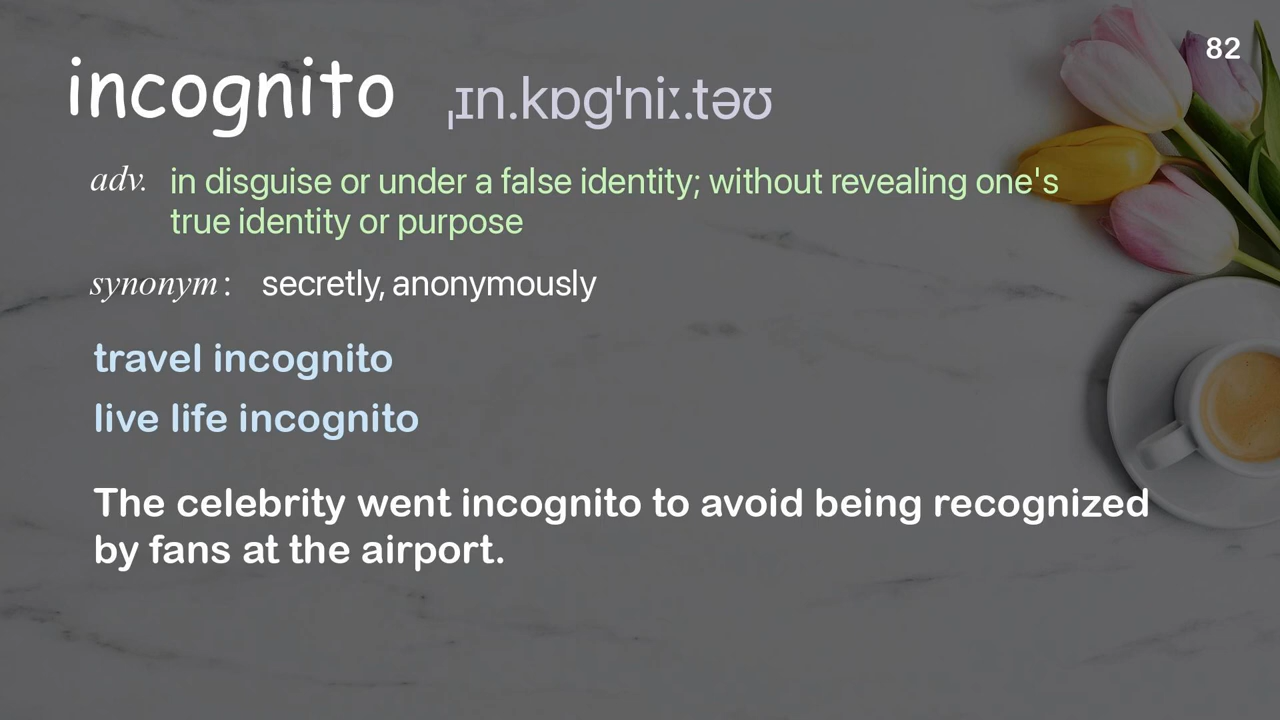 82
incognito ˌɪn.kɒgˈniː.təʊ
adv. in disguise or under a false identity; without revealing one's
true identity or purpose
synonym : secretly, anonymously
travel incognito
live life incognito
The celebrity went incognito to avoid being recognized
by fans at the airport.